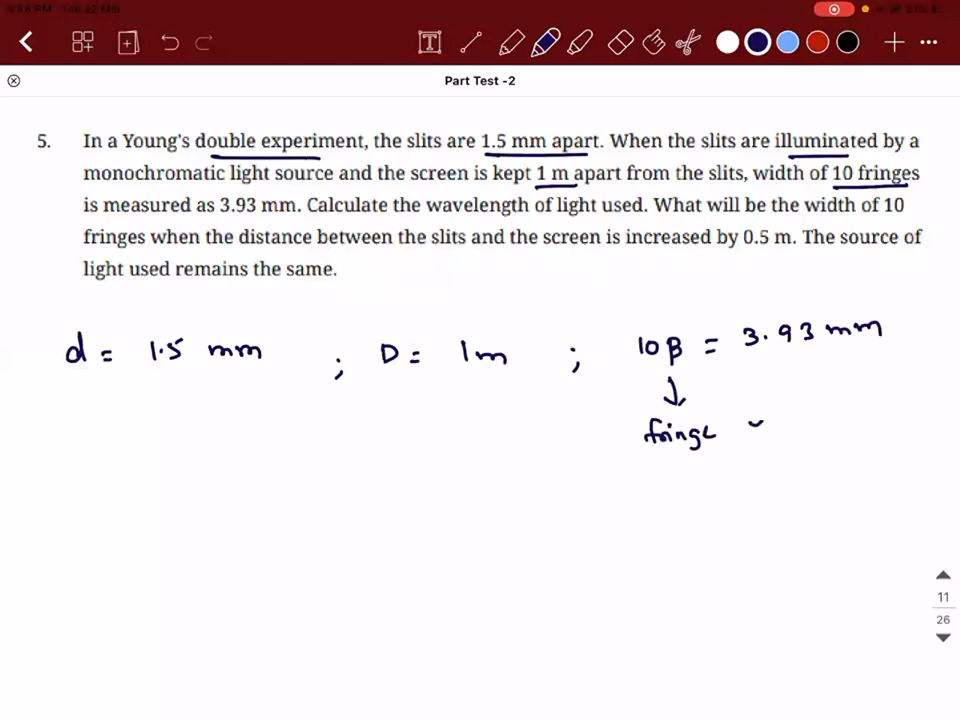 Part Test -2
5. In a Young's double experiment, the slits are 1.5 mm apart. When the slits are illuminated by a
monochromatic light source and the screen is kept 1 m apart from the slits, width of 10 fringes
is measured as 3.93 mm. Calculate the wavelength of light used. What will be the width of 10
fringes when the distance between the slits and the screen is increased by 0.5 m. The source of
light used remains the same.
d = 1.5 mm ; D = 1m ; 10β = 3.93 mm
↓
fringe
11
26